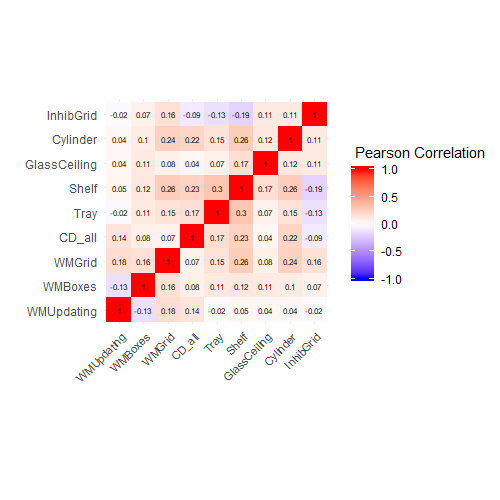 Pearson Correlation
InhibGrid -0.02 0.07 0.16 -0.09 -0.13 -0.19 0.11 0.11 1
Cylinder 0.04 0.1 0.24 0.22 0.15 0.26 0.12 1 0.11
GlassCeiling 0.04 0.11 0.08 0.04 0.07 0.17 1 0.12 0.11
Shelf 0.05 0.12 0.26 0.23 0.3 1 0.17 0.26 -0.19
Tray -0.02 0.11 0.15 0.17 1 0.3 0.07 0.15 -0.13
CD_all 0.14 0.08 0.07 1 0.17 0.23 0.04 0.22 -0.09
WMGrid 0.18 0.16 1 0.07 0.15 0.26 0.08 0.24 0.16
WMBoxes -0.13 1 0.16 0.08 0.11 0.12 0.11 0.1 0.07
WMUpdating 1 -0.13 0.18 0.14 -0.02 0.05 0.04 0.04 -0.02
WMUpdating WMBoxes WMGrid CD_all Tray Shelf GlassCeiling Cylinder InhibGrid
1.0
0.5
0.0
-0.5
-1.0